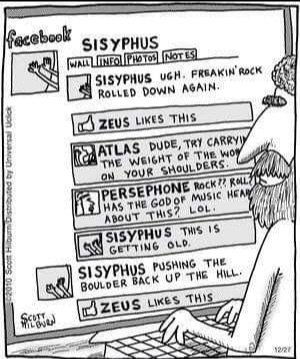 facebook
SISYPHUS
WALL INFO PHOTOS NOTES
SISYPHUS UGH. FREAKIN' ROCK
ROLLED DOWN AGAIN.
ZEUS LIKES THIS
ATLAS DUDE, TRY CARRYIN
THE WEIGHT OF THE WOR
ON YOUR SHOULDERS.
PERSEPHONE ROCK?? ROLL?
HAS THE GOD OF MUSIC HEAR
ABOUT THIS? LOL.
SISYPHUS THIS IS
GETTING OLD.
SISYPHUS PUSHING THE
BOULDER BACK UP THE HILL.
ZEUS LIKES THIS
©2010 Scott Hilburn/Distributed by Universal Uclick
SCOTT
HILBURN
12/27